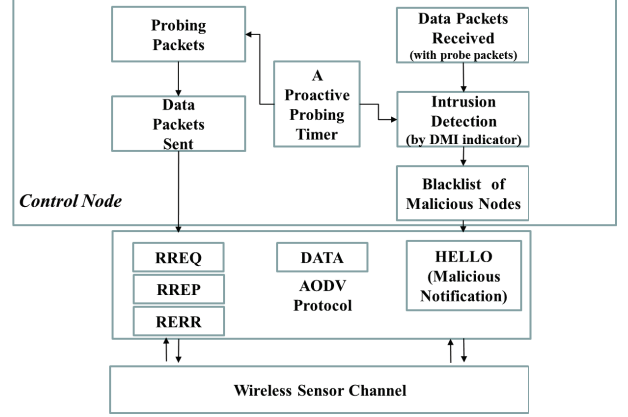 Probing
Packets
Data
Packets
Sent
A
Proactive
Probing
Timer
Data Packets
Received
(with probe packets)
Intrusion
Detection
(by DMI indicator)
Blacklist of
Malicious Nodes
Control Node
RREQ
RREP
RERR
DATA
AODV
Protocol
HELLO
(Malicious
Notification)
Wireless Sensor Channel